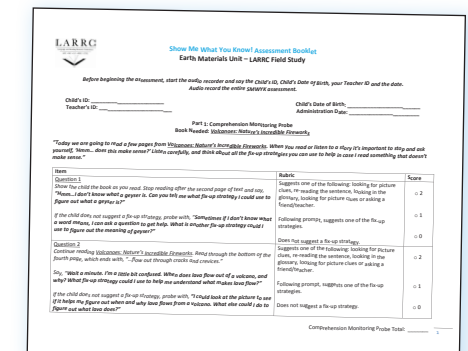 LARRC
Show Me What You Know! Assessment Booklet
Earth Materials Unit – LARRC Field Study
Before beginning the assessment, start the audio recorder and say the Child's ID, Child's Date of Birth, your Teacher ID and the date.
Audio record the entire SMWYK assessment.
Child's ID: ____________________ Child's Date of Birth: ____________________
Teacher's ID: ____________________ Administration Date: ____________________
Part 1: Comprehension Monitoring Probe
Book Needed: Volcanoes: Nature's Incredible Fireworks
"Today we are going to read a few pages from Volcanoes: Nature's Incredible Fireworks. When you read or listen to a story it's important to stop and ask
yourself, 'Hmm... does this make sense?' Listen carefully, and think about all the fix-up strategies you can use to help in case I read something that doesn't
make sense."
Item Rubric Score
Question 1
Show the child the book as you read. Stop reading after the second page of text and say,
"Hmm...I don't know what a geyser is. Can you tell me what fix-up strategy I could use to
figure out what a geyser is?"
If the child does not suggest a fix-up strategy, probe with, "Sometimes if I don't know what
a word means, I can ask a question to get help. What is another fix-up strategy could I
use to figure out the meaning of geyser?"
Suggests one of the following: looking for picture
clues, re-reading the sentence, looking in the
glossary, looking for picture clues or asking a
friend/teacher.
□ 2
Following prompt, suggests one of the fix-up
strategies.
□ 1
Does not suggest a fix-up strategy.
□ 0
Question 2
Continue reading Volcanoes: Nature's Incredible Fireworks. Read through the bottom of the
fourth page, which ends with, "...flow out through cracks and crevices."
Say, "Wait a minute. I'm a little bit confused. When does lava flow out of a volcano, and
why? What fix-up strategy could I use to help me understand what makes lava flow?"
If the child does not suggest a fix-up strategy, probe with, "I could look at the picture to see
if it helps me figure out when and why lava flows from a volcano. What else could I do to
figure out what lava does?"
Suggests one of the following: looking for picture
clues, re-reading the sentence, looking in the
glossary, looking for picture clues or asking a
friend/teacher.
□ 2
Following prompt, suggests one of the fix-up
strategies.
□ 1
Does not suggest a fix-up strategy.
□ 0
Comprehension Monitoring Probe Total: ______